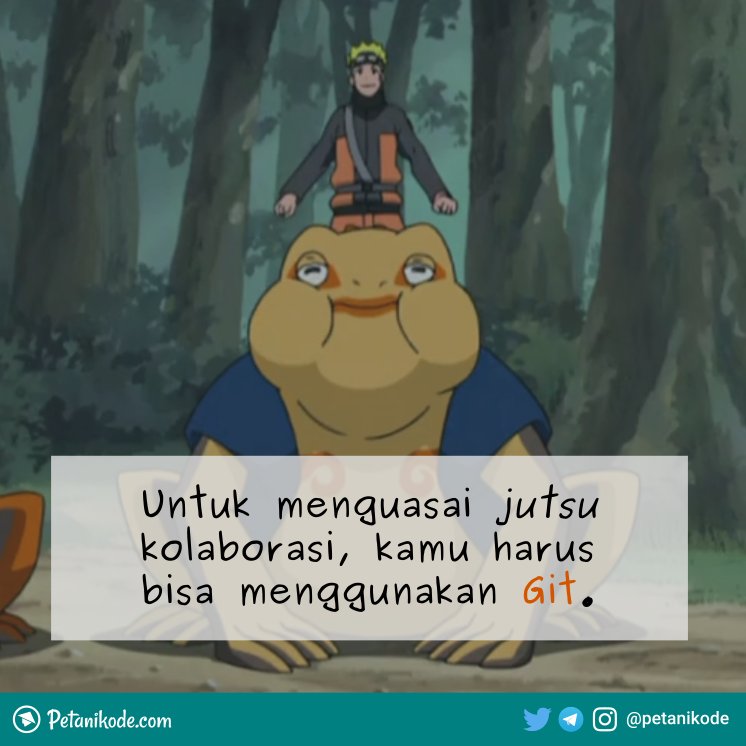 Untuk menguasai jutsu
kolaborasi, kamu harus
bisa menggunakan Git.
Petanikode.com
@petanikode